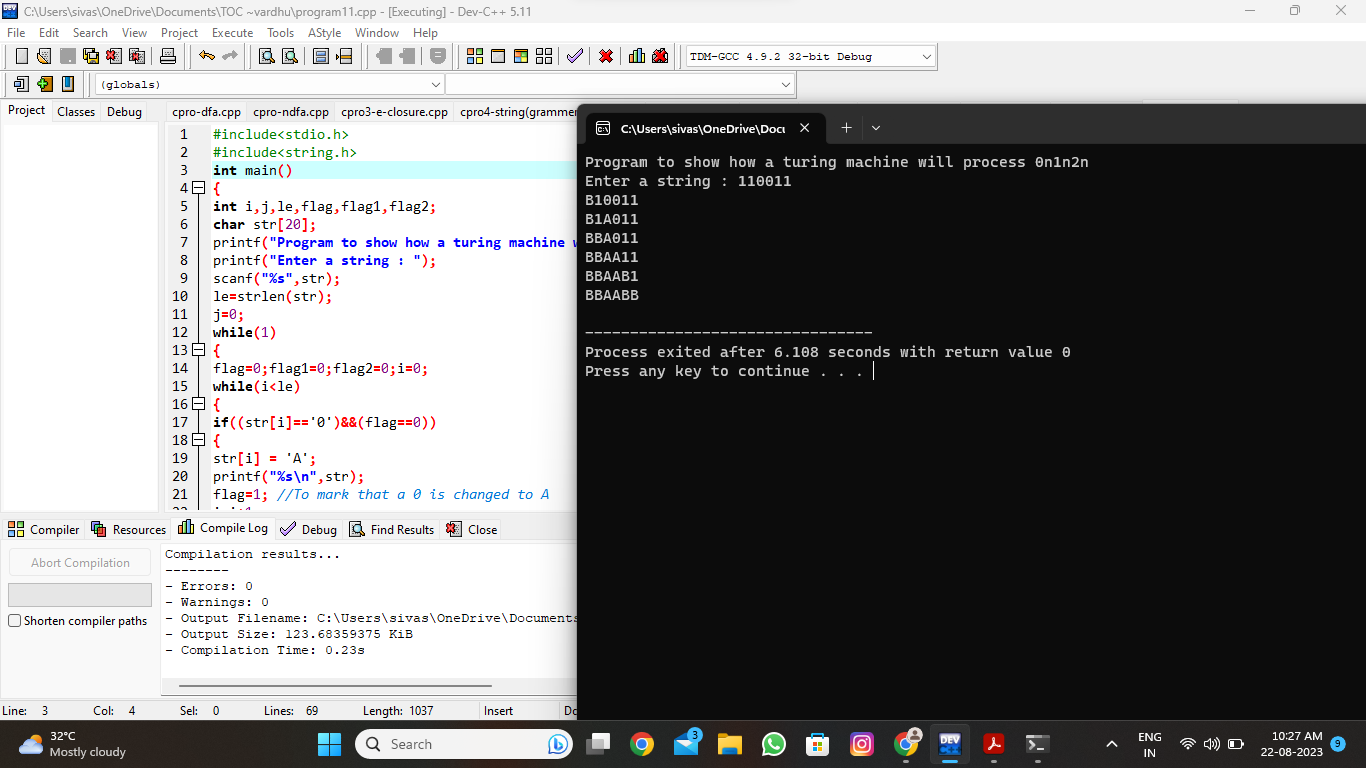 C:\Users\sivas\OneDrive\Documents\TOC ~vardhu\program11.cpp - [Executing] - Dev-C++ 5.11
File Edit Search View Project Execute Tools AStyle Window Help
TDM-GCC 4.9.2 32-bit Debug
(globals)
Project Classes Debug
cpro-dfa.cpp cpro-ndfa.cpp cpro3-e-closure.cpp cpro4-string(grammer
1 #include<stdio.h>
2 #include<string.h>
3 int main()
4 {
5 int i,j,le,flag,flag1,flag2;
6 char str[20];
7 printf("Program to show how a turing machine w
8 printf("Enter a string : ");
9 scanf("%s",str);
10 le=strlen(str);
11 j=0;
12 while(1)
13 {
14 flag=0;flag1=0;flag2=0;i=0;
15 while(i<le)
16 {
17 if((str[i]=='0')&&(flag==0))
18 {
19 str[i] = 'A';
20 printf("%s\n",str);
21 flag=1; //To mark that a 0 is changed to A
C:\Users\sivas\OneDrive\Docu
Program to show how a turing machine will process 0n1n2n
Enter a string : 110011
B10011
B1A011
BBA011
BBAA11
BBAAB1
BBAABB
--------------------------------
Process exited after 6.108 seconds with return value 0
Press any key to continue . . .
Compiler Resources Compile Log Debug Find Results Close
Abort Compilation
Shorten compiler paths
Compilation results...
--------
- Errors: 0
- Warnings: 0
- Output Filename: C:\Users\sivas\OneDrive\Documents
- Output Size: 123.68359375 KiB
- Compilation Time: 0.23s
Line: 3 Col: 4 Sel: 0 Lines: 69 Length: 1037 Insert
32°C
Mostly cloudy
Search
3
DEV
ENG
IN
10:27 AM
22-08-2023
9